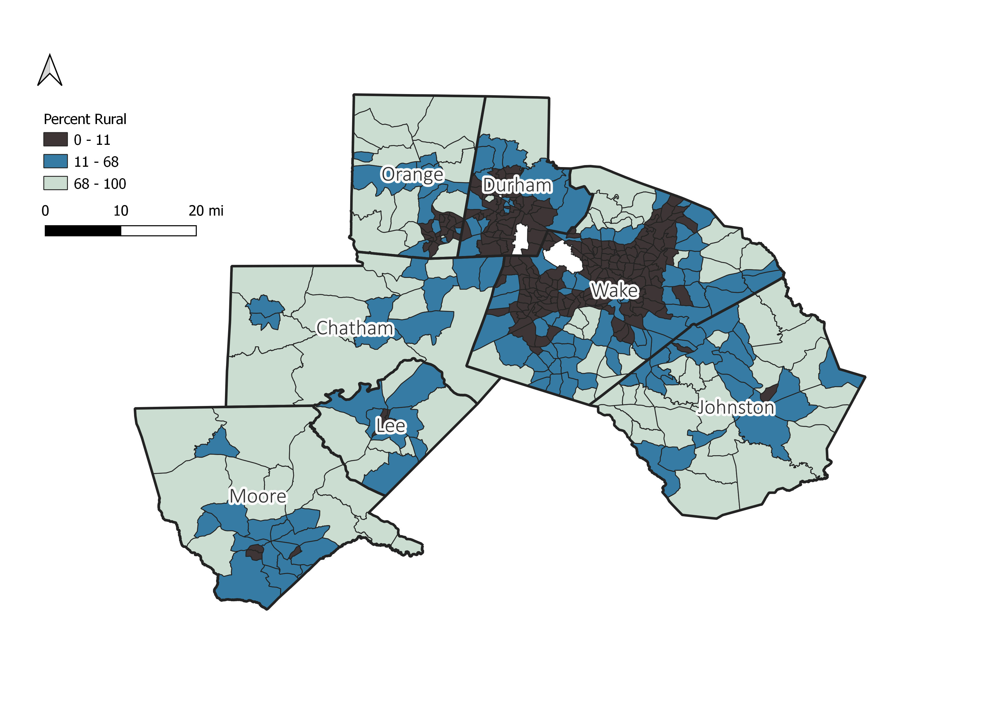 Percent Rural
0 - 11
11 - 68
68 - 100
0 10 20 mi
Orange
Durham
Wake
Chatham
Johnston
Lee
Moore